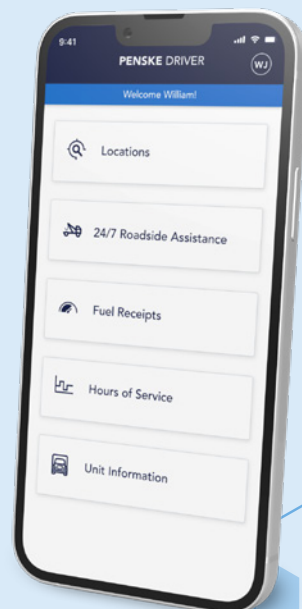 9:41
PENSKE DRIVER
WJ
Welcome William!
Locations
24/7 Roadside Assistance
Fuel Receipts
Hours of Service
Unit Information